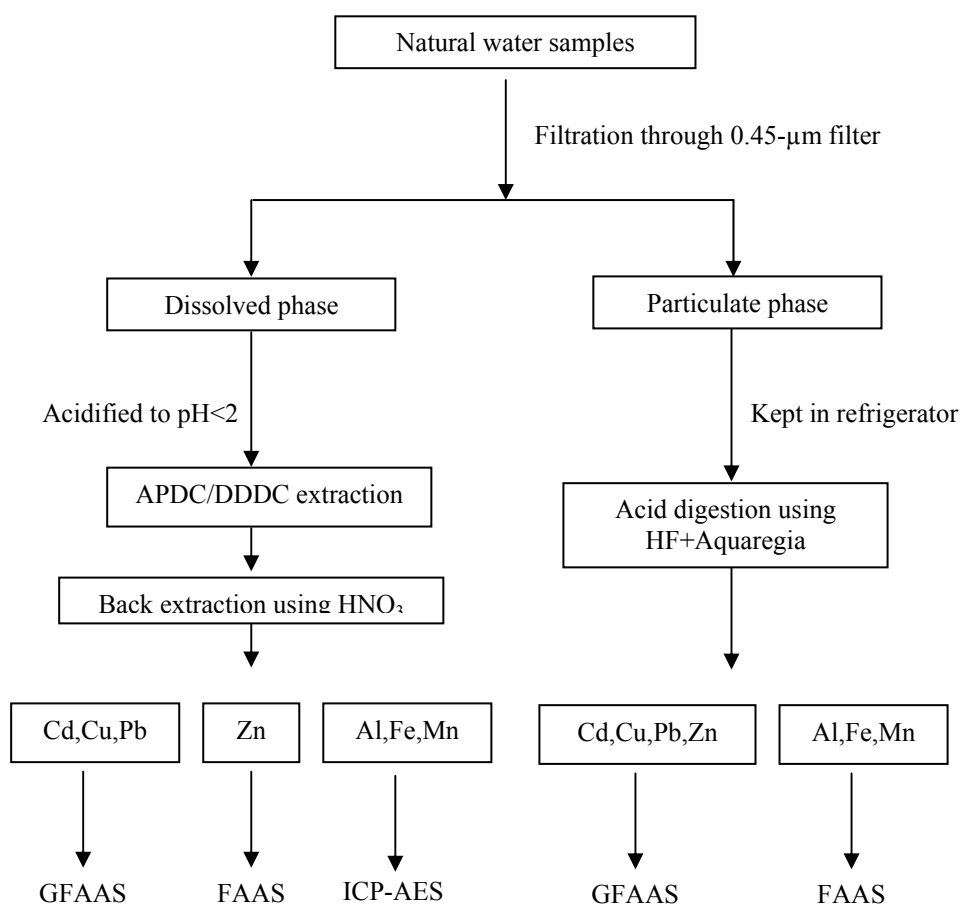 Natural water samples
Filtration through 0.45-µm filter
Dissolved phase
Particulate phase
Acidified to pH<2
Kept in refrigerator
APDC/DDDC extraction
Acid digestion using
HF+Aquaregia
Back extraction using HNO₃
Cd,Cu,Pb
Zn
Al,Fe,Mn
Cd,Cu,Pb,Zn
Al,Fe,Mn
GFAAS
FAAS
ICP-AES
GFAAS
FAAS